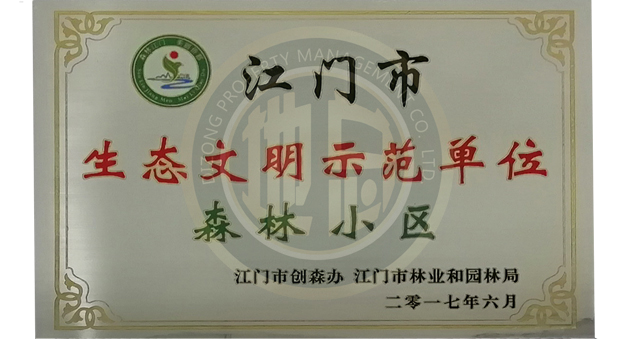 江门市
生态文明示范单位
森林小区
江门市创森办 江门市林业和园林局
二零一七年六月